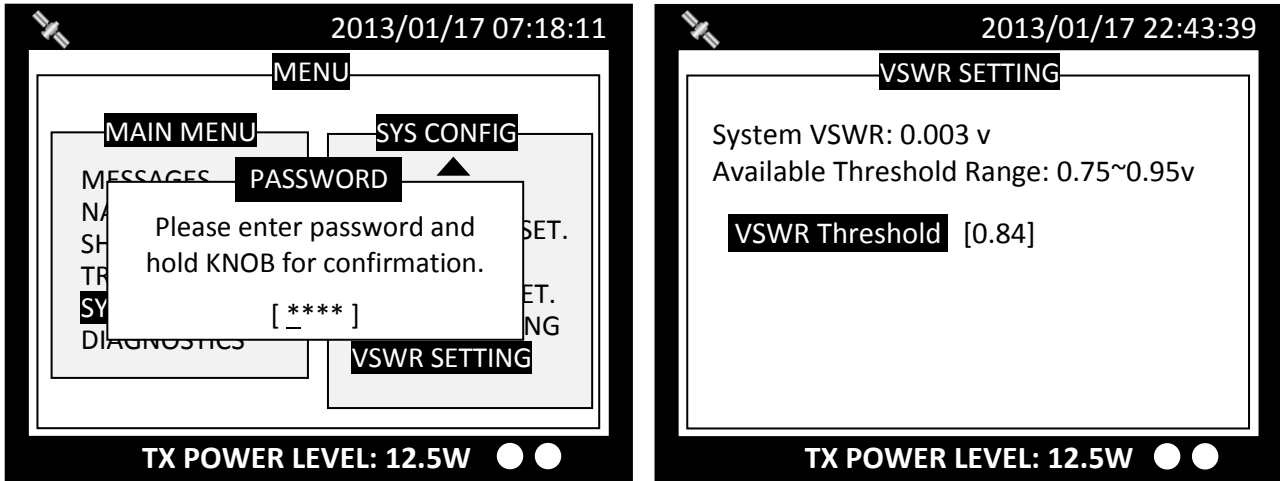 2013/01/17 07:18:11
MENU
MAIN MENU
SYS CONFIG
MESSAGES
PASSWORD
Please enter password and
hold KNOB for confirmation.
[ **** ]
SET.
ET.
NG
DIAGNOSTICS
VSWR SETTING
TX POWER LEVEL: 12.5W
2013/01/17 22:43:39
VSWR SETTING
System VSWR: 0.003 v
Available Threshold Range: 0.75~0.95v
VSWR Threshold [0.84]
TX POWER LEVEL: 12.5W